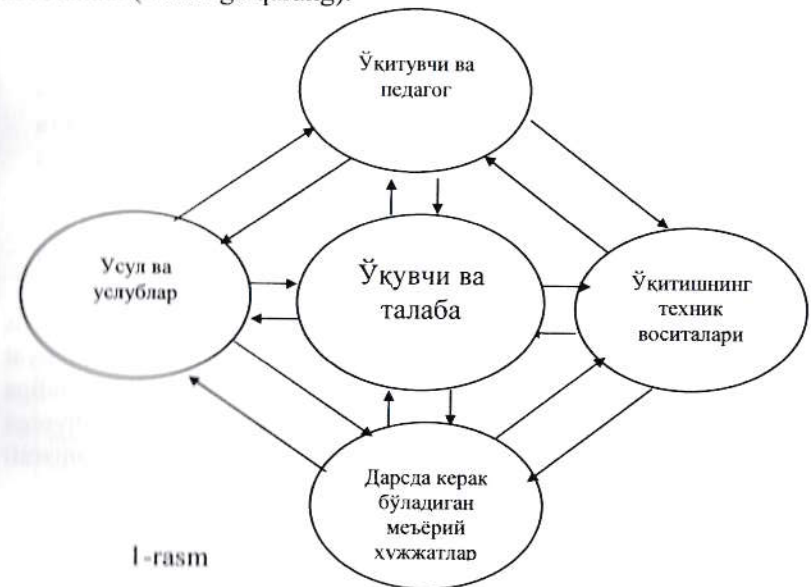 Ўқитувчи ва
педагог
Усул ва
услублар
Ўқувчи ва
талаба
Ўқитишнинг
техник
воситалари
Дарсда керак
бўладиган
меъёрий
ҳужжатлар
1-rasm